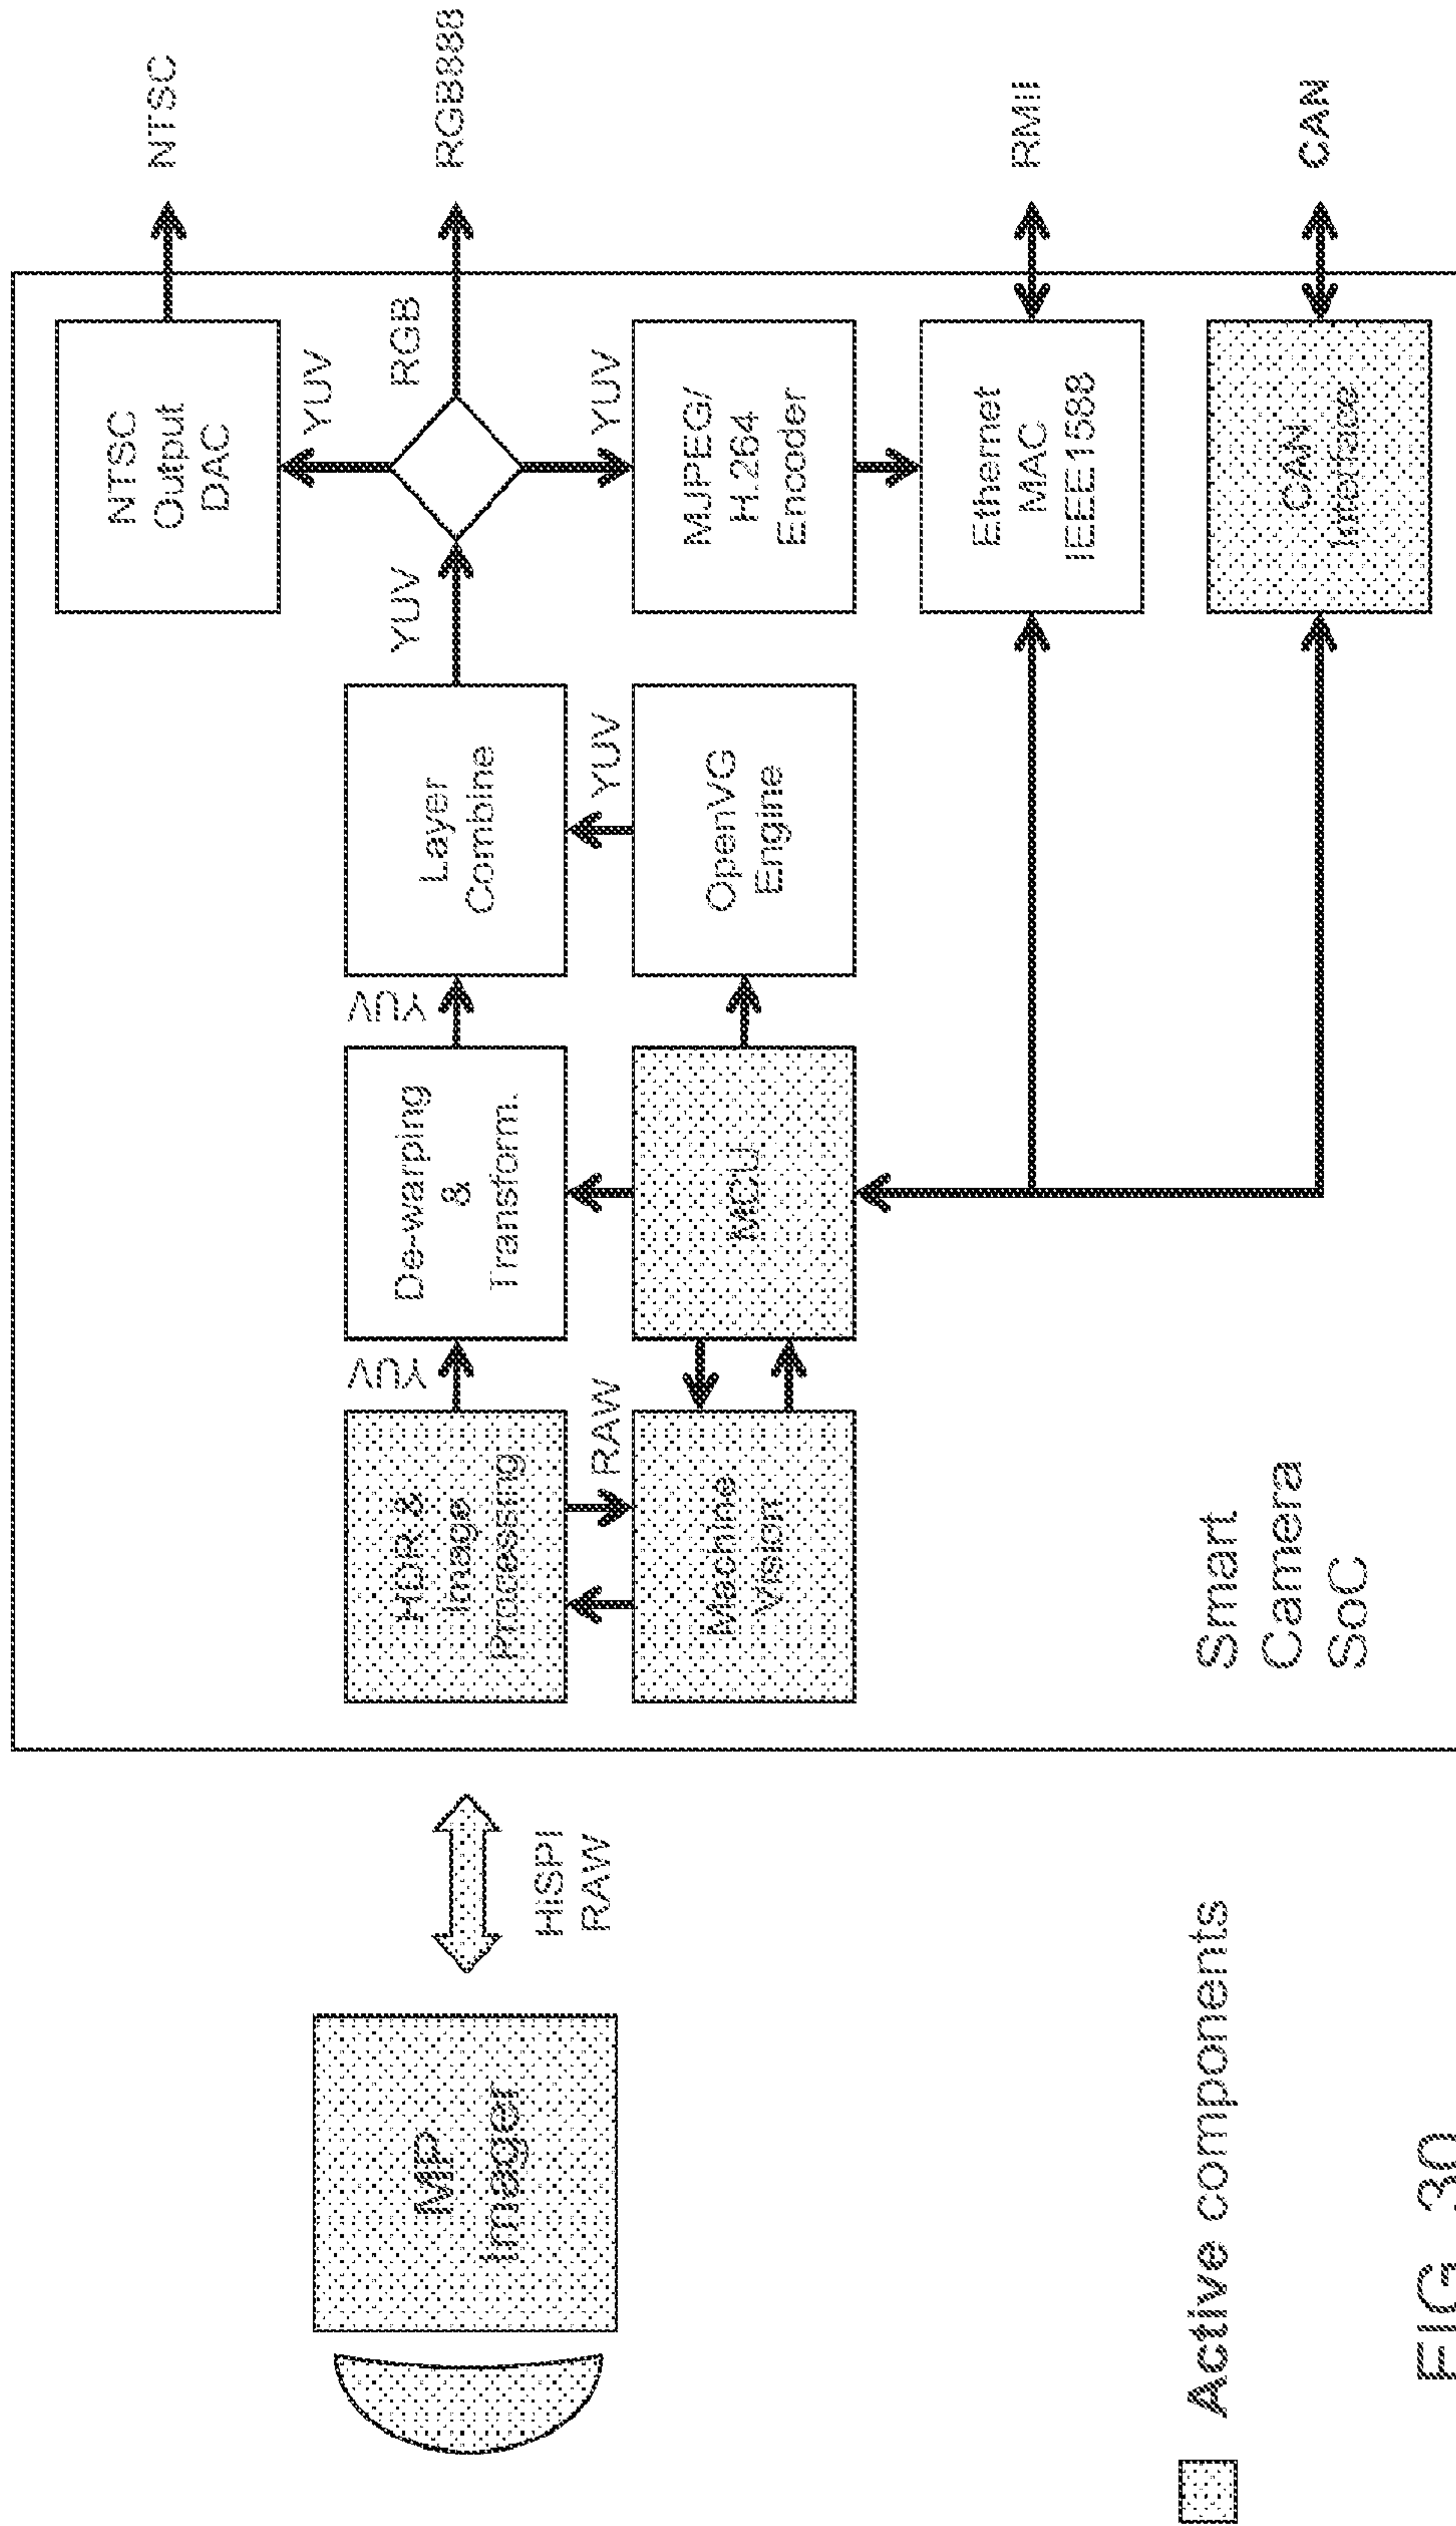 MP
Imager
HiSPI
RAW
HDR &
Image
Processing
YUV
De-warping
&
Transform.
YUV
Layer
Combine
YUV
RGB
RGB888
YUV
NTSC
Output
DAC
NTSC
RAW
Machine
Vision
MCU
OpenVG
Engine
YUV
YUV
MJPEG/
H.264
Encoder
Ethernet
MAC
IEEE1588
RMII
CAN
Interface
CAN
Smart
Camera
SoC
Active components
FIG. 30